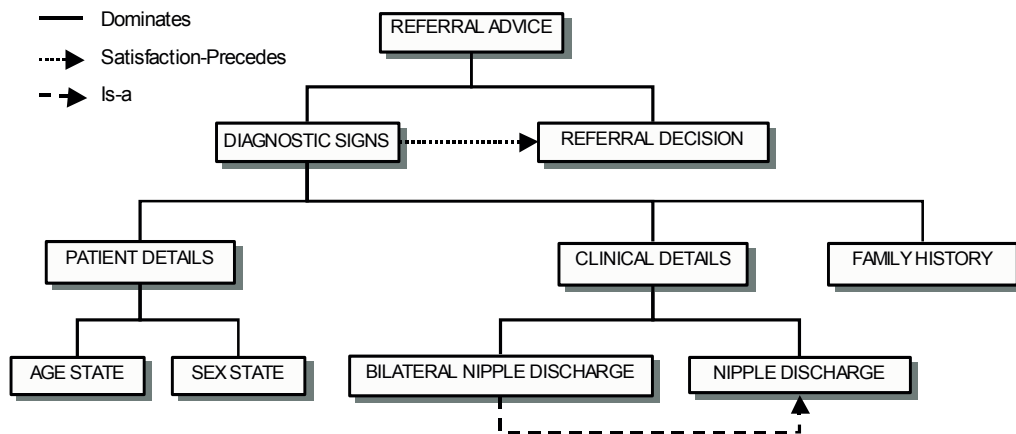 Dominates
Satisfaction-Precedes
Is-a
REFERRAL ADVICE
DIAGNOSTIC SIGNS
REFERRAL DECISION
PATIENT DETAILS
CLINICAL DETAILS
FAMILY HISTORY
AGE STATE
SEX STATE
BILATERAL NIPPLE DISCHARGE
NIPPLE DISCHARGE